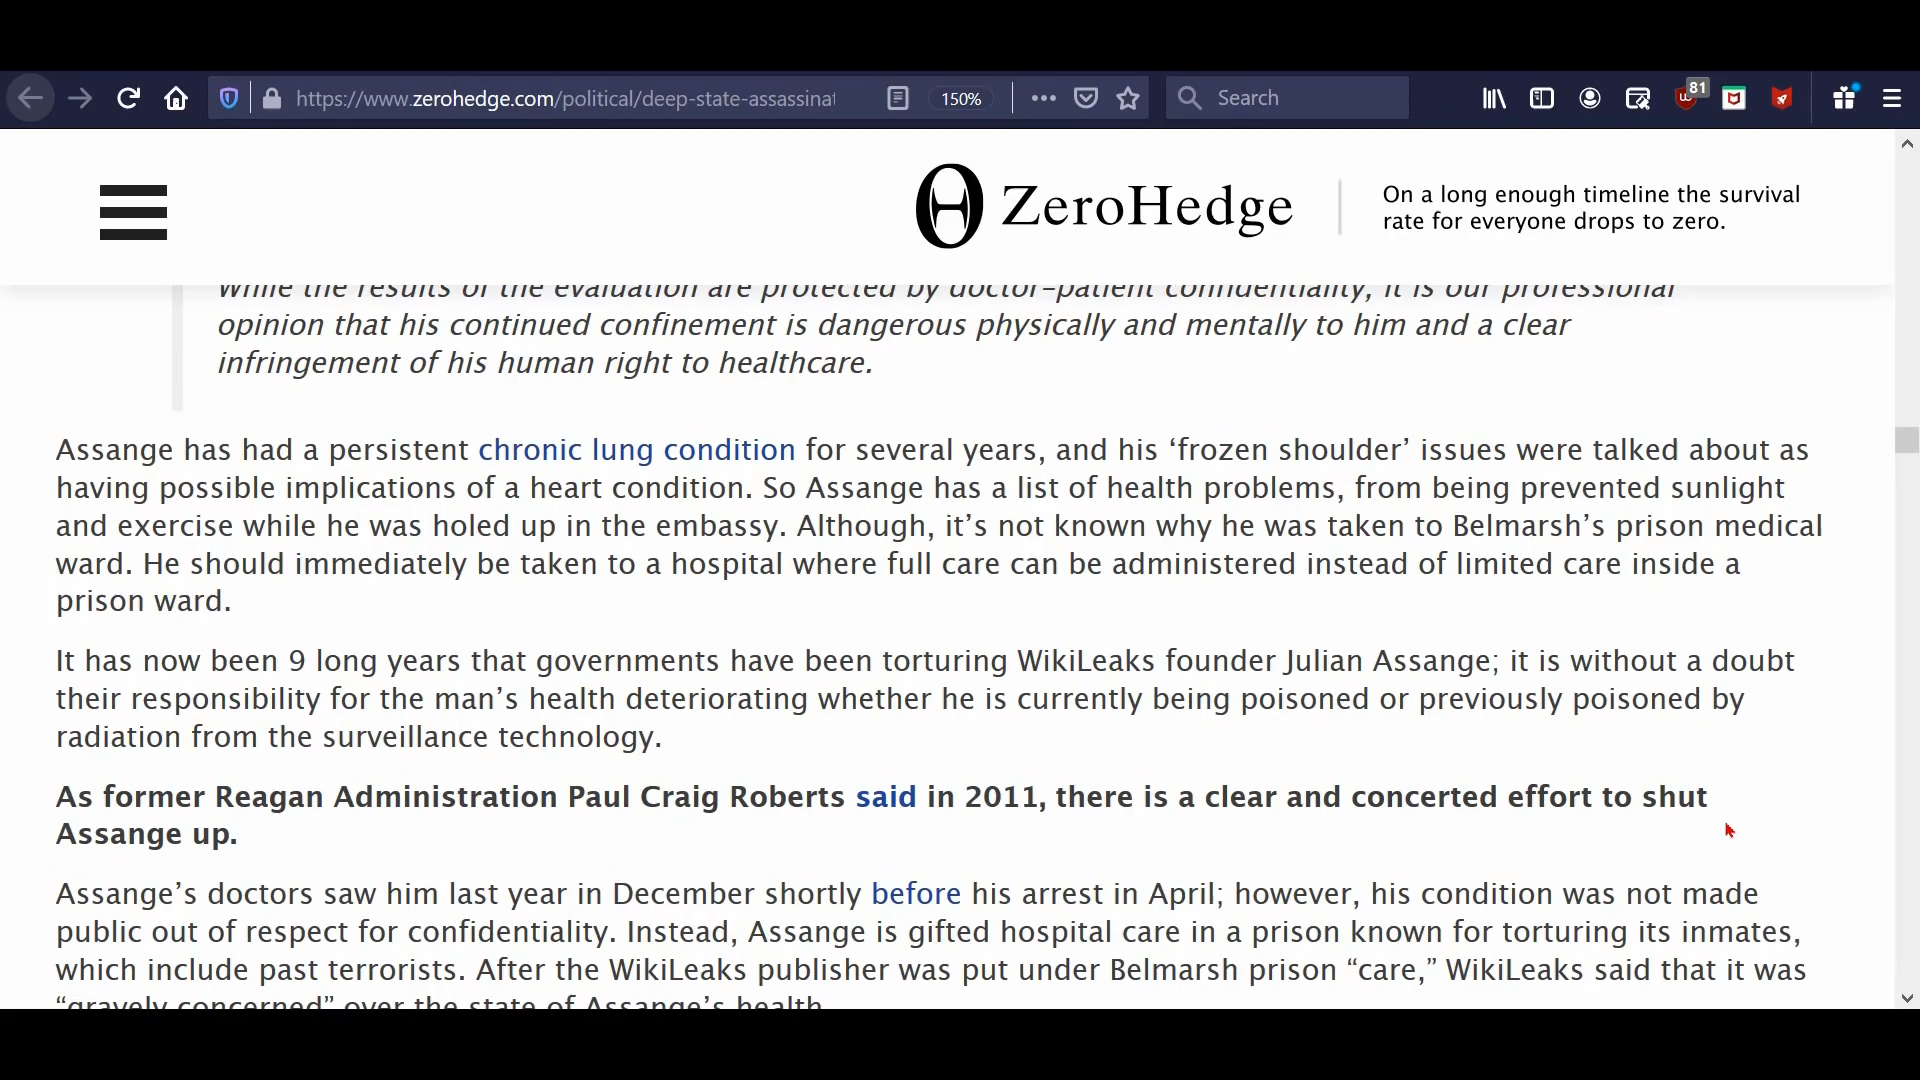 https://www.zerohedge.com/political/deep-state-assassinat
150%
Search
81
ZeroHedge
On a long enough timeline the survival
rate for everyone drops to zero.
While the results of the evaluation are protected by doctor–patient confidentiality, it is our professional
opinion that his continued confinement is dangerous physically and mentally to him and a clear
infringement of his human right to healthcare.
Assange has had a persistent chronic lung condition for several years, and his ‘frozen shoulder’ issues were talked about as
having possible implications of a heart condition. So Assange has a list of health problems, from being prevented sunlight
and exercise while he was holed up in the embassy. Although, it’s not known why he was taken to Belmarsh’s prison medical
ward. He should immediately be taken to a hospital where full care can be administered instead of limited care inside a
prison ward.
It has now been 9 long years that governments have been torturing WikiLeaks founder Julian Assange; it is without a doubt
their responsibility for the man’s health deteriorating whether he is currently being poisoned or previously poisoned by
radiation from the surveillance technology.
As former Reagan Administration Paul Craig Roberts said in 2011, there is a clear and concerted effort to shut
Assange up.
Assange’s doctors saw him last year in December shortly before his arrest in April; however, his condition was not made
public out of respect for confidentiality. Instead, Assange is gifted hospital care in a prison known for torturing its inmates,
which include past terrorists. After the WikiLeaks publisher was put under Belmarsh prison “care,” WikiLeaks said that it was
“gravely concerned” over the state of Assange’s health